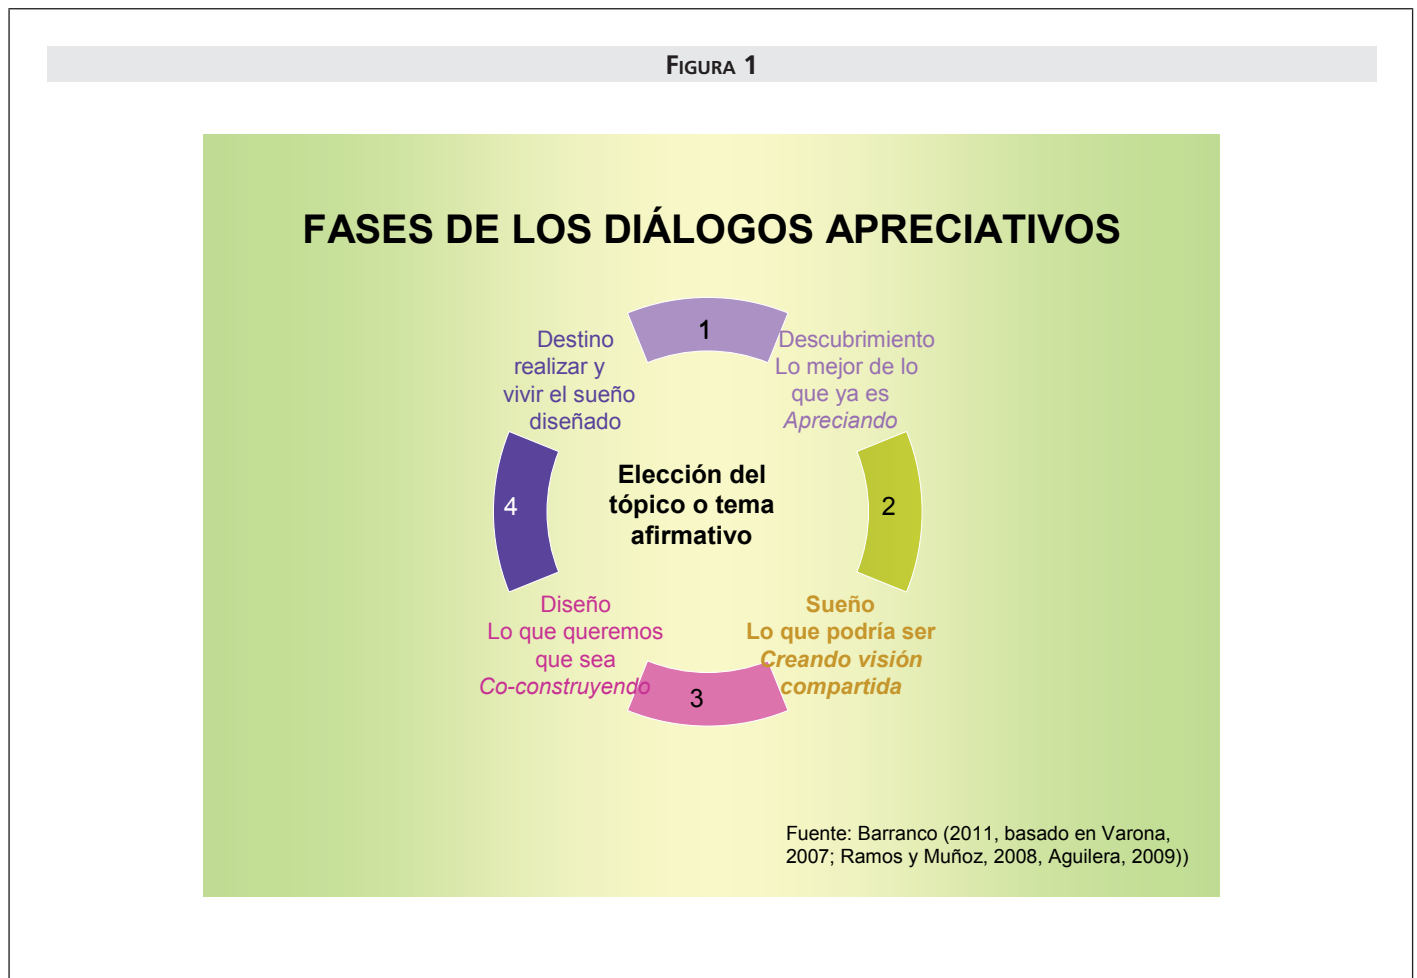 FIGURA 1
FASES DE LOS DIÁLOGOS APRECIATIVOS
1
Descubrimiento
Lo mejor de lo
que ya es
Apreciando
2
Sueño
Lo que podría ser
Creando visión
compartida
3
Diseño
Lo que queremos
que sea
Co-construyendo
4
Destino
realizar y
vivir el sueño
diseñado
Elección del
tópico o tema
afirmativo
Fuente: Barranco (2011, basado en Varona,
2007; Ramos y Muñoz, 2008, Aguilera, 2009))